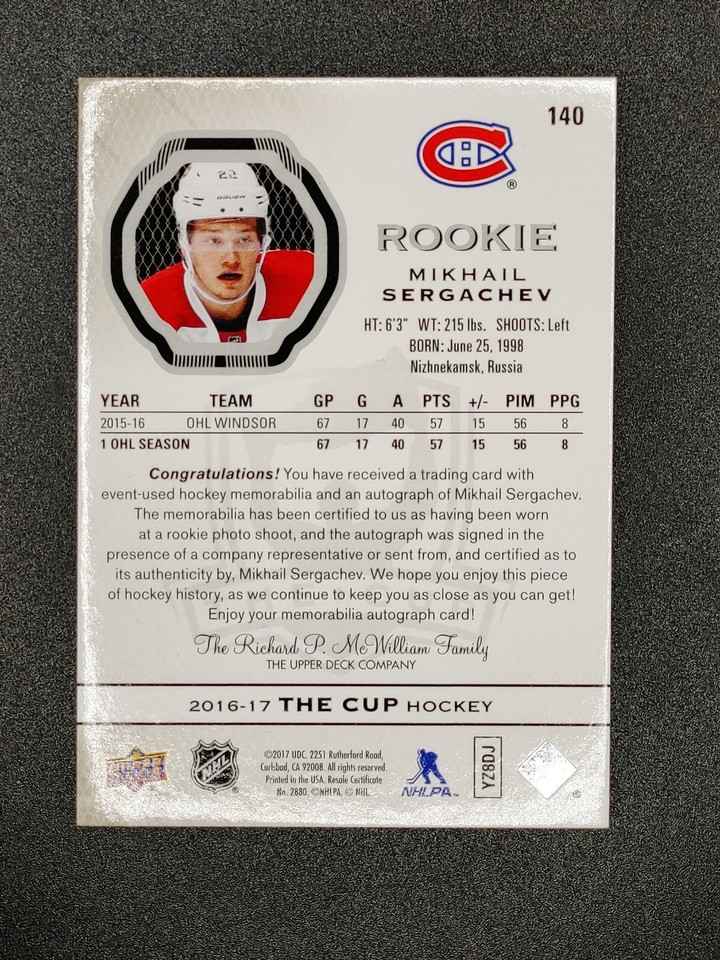 140
22
BAUER
®
ROOKIE
MIKHAIL
SERGACHEV
HT: 6'3" WT: 215 lbs. SHOOTS: Left
BORN: June 25, 1998
Nizhnekamsk, Russia
YEAR TEAM GP G A PTS +/- PIM PPG
2015-16 OHL WINDSOR 67 17 40 57 15 56 8
1 OHL SEASON 67 17 40 57 15 56 8
Congratulations! You have received a trading card with
event-used hockey memorabilia and an autograph of Mikhail Sergachev.
The memorabilia has been certified to us as having been worn
at a rookie photo shoot, and the autograph was signed in the
presence of a company representative or sent from, and certified as to
its authenticity by, Mikhail Sergachev. We hope you enjoy this piece
of hockey history, as we continue to keep you as close as you can get!
Enjoy your memorabilia autograph card!
The Richard P. McWilliam Family
THE UPPER DECK COMPANY
2016-17 THE CUP HOCKEY
UPPER DECK
NHL
®
©2017 UDC. 2251 Rutherford Road,
Carlsbad, CA 92008. All rights reserved.
Printed in the USA. Resale Certificate
No. 2880. ©NHLPA. © NHL.
NHLPA
YZ8DJ